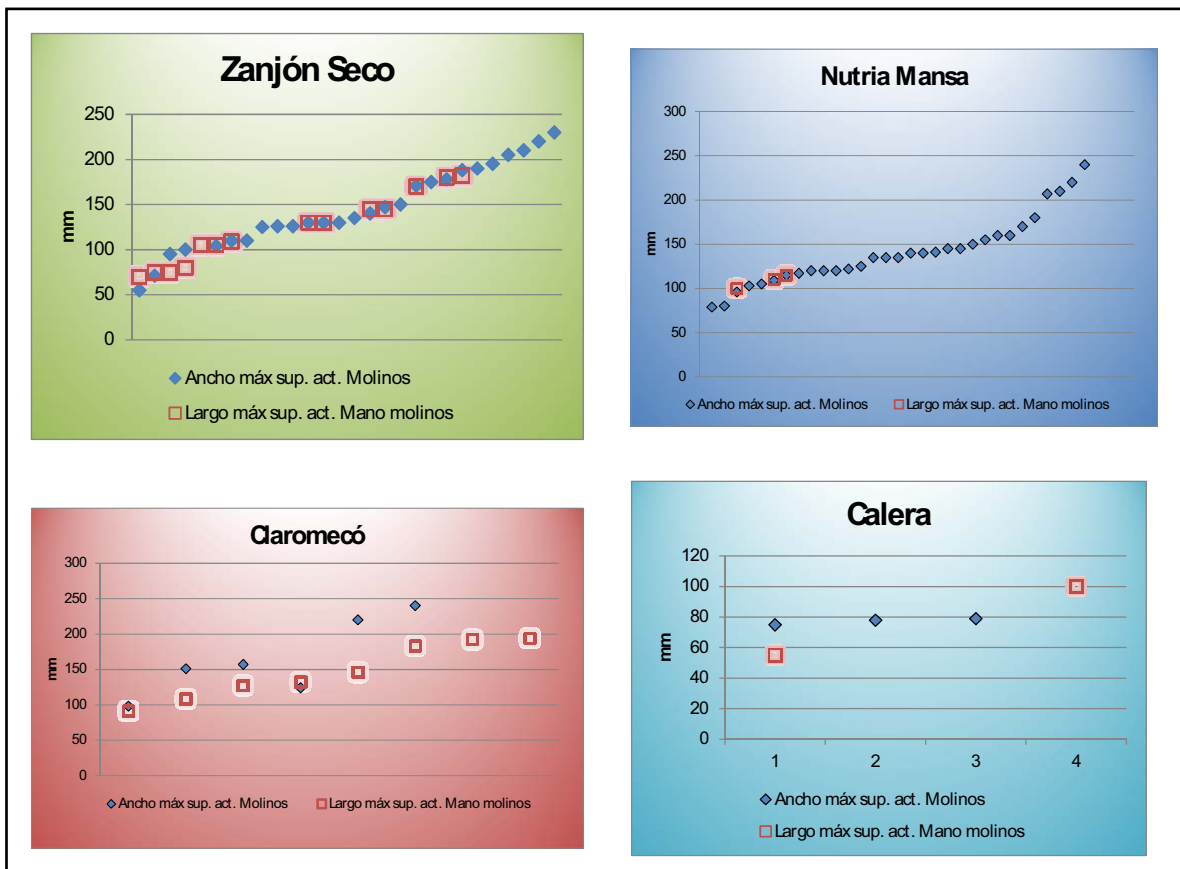 Zanjón Seco
250
200
150
100
50
0
mm
Ancho máx sup. act. Molinos
Largo máx sup. act. Mano molinos
Nutria Mansa
300
250
200
150
100
50
0
mm
Ancho máx sup. act. Molinos Largo máx sup. act. Mano molinos
Claromecó
300
250
200
150
100
50
0
mm
Ancho máx sup. act. Molinos Largo máx sup. act. Mano molinos
Calera
120
100
80
60
40
20
0
mm
1 2 3 4
Ancho máx sup. act. Molinos
Largo máx sup. act. Mano molinos